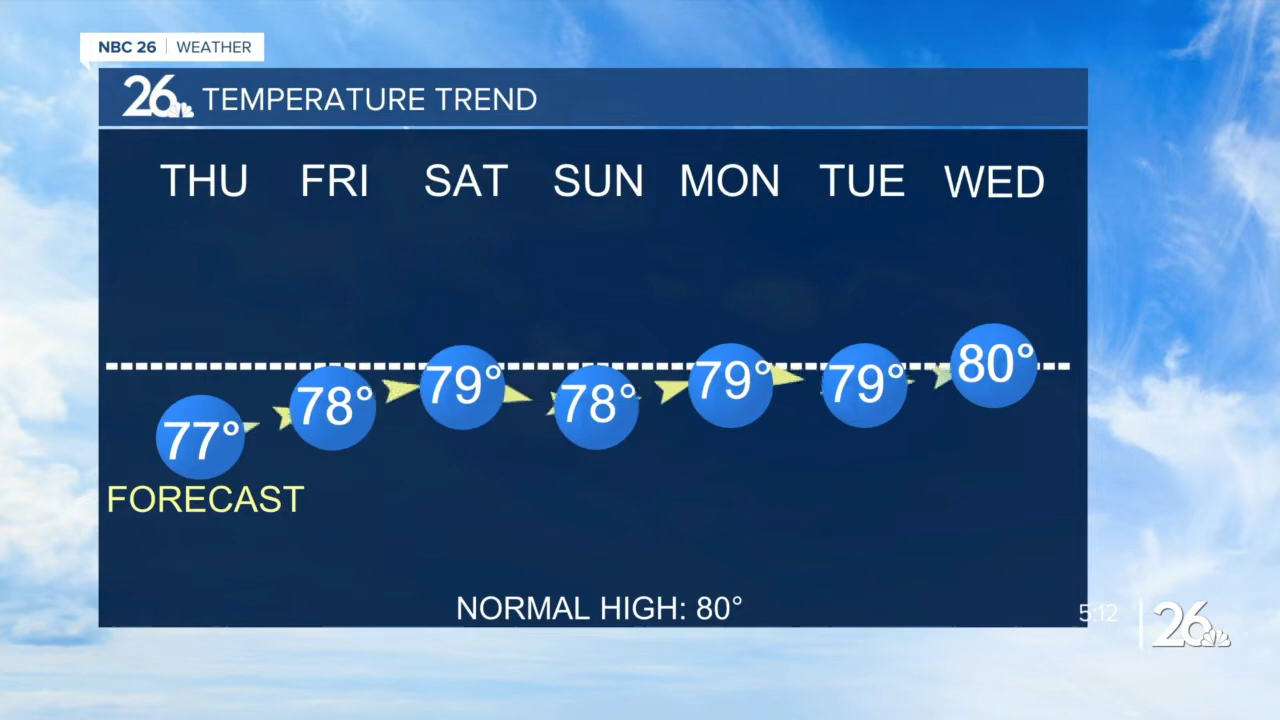 NBC 26 | WEATHER
26 TEMPERATURE TREND
THU FRI SAT SUN MON TUE WED
77° 78° 79° 78° 79° 79° 80°
FORECAST
NORMAL HIGH: 80°
5:12 | 26